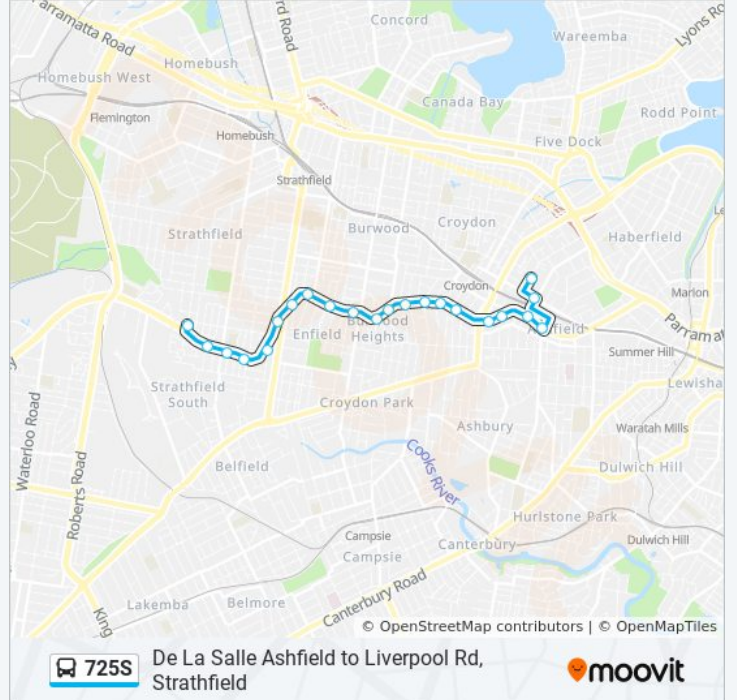 Parramatta Road
rd Road
Concord
Lyons Ro
Wareemba
Homebush
Homebush West
Canada Bay
Rodd Point
Flemington
Homebush
Five Dock
Strathfield
Croydon
Burwood
Strathfield
Haberfield
Croydon
Marion
Enfield
Burwood
Heights
Ashfield
Parramat
Summer Hill
Strathfield
South
Lewisha
Croydon Park
Waterloo Road
Ashbury
Waratah Mills
Cooks River
Belfield
Dulwich Hill
Roberts Road
Hurlstone Park
Campsie
Campsie
Canterbury
Dulwich Hill
Lakemba
Belmore
Canterbury Road
King
© OpenStreetMap contributors | © OpenMapTiles
725S
De La Salle Ashfield to Liverpool Rd,
Strathfield
moovit